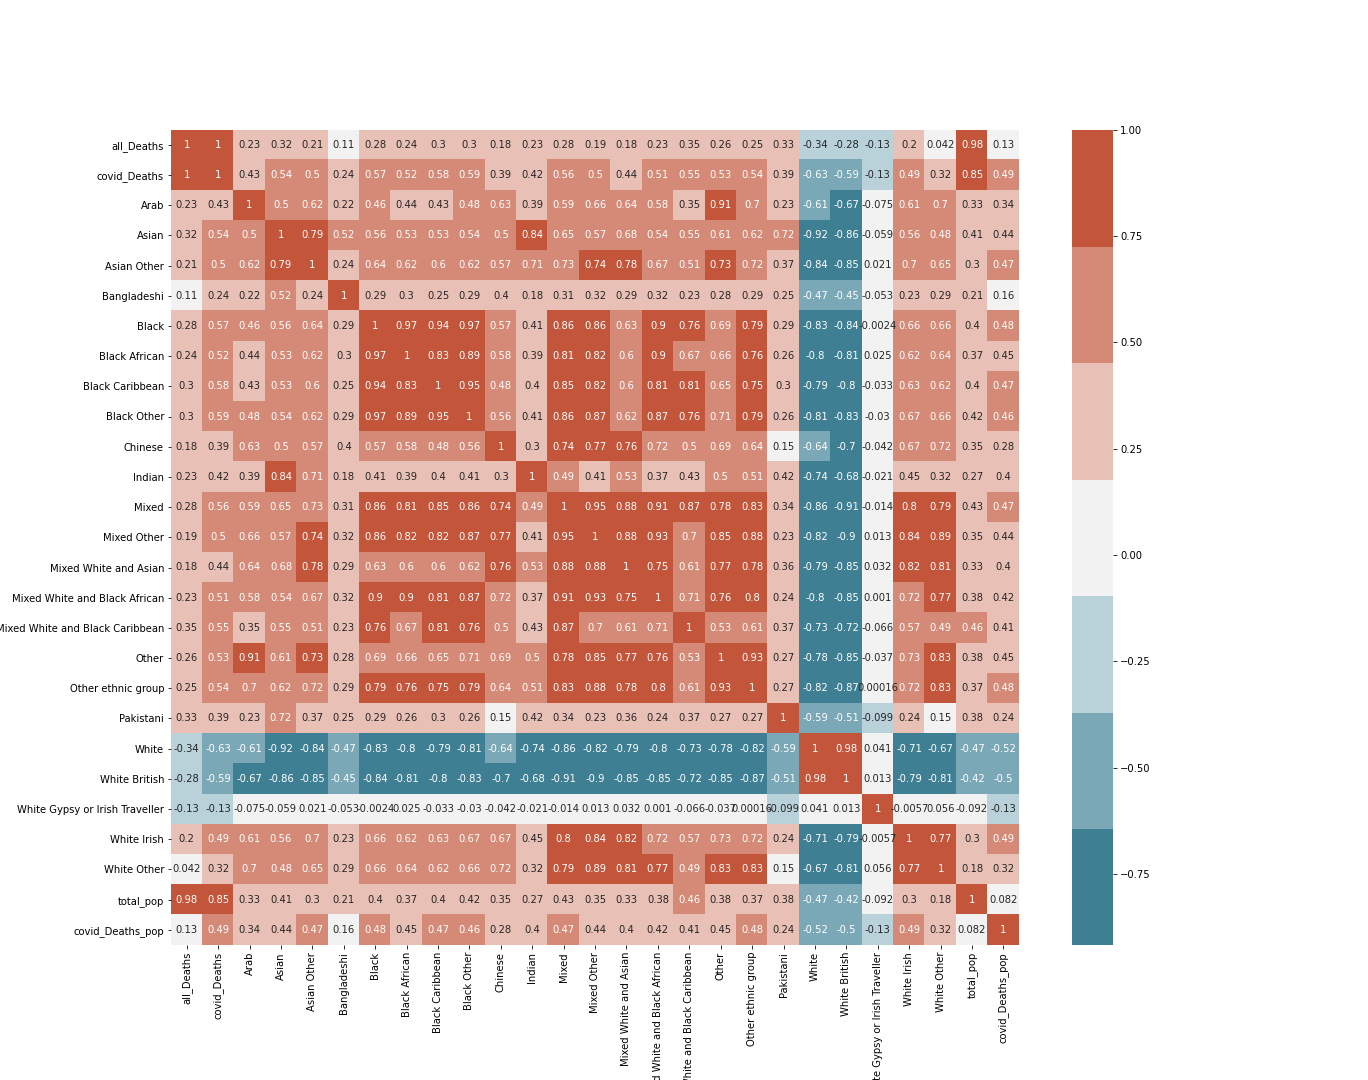 all_Deaths 1 1 0.23 0.32 0.21 0.11 0.28 0.24 0.3 0.3 0.18 0.23 0.28 0.19 0.18 0.23 0.35 0.26 0.25 0.33 -0.34 -0.28 -0.13 0.2 0.042 0.98 0.13
covid_Deaths 1 1 0.43 0.54 0.5 0.24 0.57 0.52 0.58 0.59 0.39 0.42 0.56 0.5 0.44 0.51 0.55 0.53 0.54 0.39 -0.63 -0.59 -0.13 0.49 0.32 0.85 0.49
Arab 0.23 0.43 1 0.5 0.62 0.22 0.46 0.44 0.43 0.48 0.63 0.39 0.59 0.66 0.64 0.58 0.35 0.91 0.7 0.23 -0.61 -0.67 -0.075 0.61 0.7 0.33 0.34
Asian 0.32 0.54 0.5 1 0.79 0.52 0.56 0.53 0.53 0.54 0.5 0.84 0.65 0.57 0.68 0.54 0.55 0.61 0.62 0.72 -0.92 -0.86 -0.059 0.56 0.48 0.41 0.44
Asian Other 0.21 0.5 0.62 0.79 1 0.24 0.64 0.62 0.6 0.62 0.57 0.71 0.73 0.74 0.78 0.67 0.51 0.73 0.72 0.37 -0.84 -0.85 0.021 0.7 0.65 0.3 0.47
Bangladeshi 0.11 0.24 0.22 0.52 0.24 1 0.29 0.3 0.25 0.29 0.4 0.18 0.31 0.32 0.29 0.32 0.23 0.28 0.29 0.25 -0.47 -0.45 -0.053 0.23 0.29 0.21 0.16
Black 0.28 0.57 0.46 0.56 0.64 0.29 1 0.97 0.94 0.97 0.57 0.41 0.86 0.86 0.63 0.9 0.76 0.69 0.79 0.29 -0.83 -0.84 -0.0024 0.66 0.66 0.4 0.48
Black African 0.24 0.52 0.44 0.53 0.62 0.3 0.97 1 0.83 0.89 0.58 0.39 0.81 0.82 0.6 0.9 0.67 0.66 0.76 0.26 -0.8 -0.81 0.025 0.62 0.64 0.37 0.45
Black Caribbean 0.3 0.58 0.43 0.53 0.6 0.25 0.94 0.83 1 0.95 0.48 0.4 0.85 0.82 0.6 0.81 0.81 0.65 0.75 0.3 -0.79 -0.8 -0.033 0.63 0.62 0.4 0.47
Black Other 0.3 0.59 0.48 0.54 0.62 0.29 0.97 0.89 0.95 1 0.56 0.41 0.86 0.87 0.62 0.87 0.76 0.71 0.79 0.26 -0.81 -0.83 -0.03 0.67 0.66 0.42 0.46
Chinese 0.18 0.39 0.63 0.5 0.57 0.4 0.57 0.58 0.48 0.56 1 0.3 0.74 0.77 0.76 0.72 0.5 0.69 0.64 0.15 -0.64 -0.7 -0.042 0.67 0.72 0.35 0.28
Indian 0.23 0.42 0.39 0.84 0.71 0.18 0.41 0.39 0.4 0.41 0.3 1 0.49 0.41 0.53 0.37 0.43 0.5 0.51 0.42 -0.74 -0.68 -0.021 0.45 0.32 0.27 0.4
Mixed 0.28 0.56 0.59 0.65 0.73 0.31 0.86 0.81 0.85 0.86 0.74 0.49 1 0.95 0.88 0.91 0.87 0.78 0.83 0.34 -0.86 -0.91 -0.014 0.8 0.79 0.43 0.47
Mixed Other 0.19 0.5 0.66 0.57 0.74 0.32 0.86 0.82 0.82 0.87 0.77 0.41 0.95 1 0.88 0.93 0.7 0.85 0.88 0.23 -0.82 -0.9 0.013 0.84 0.89 0.35 0.44
Mixed White and Asian 0.18 0.44 0.64 0.68 0.78 0.29 0.63 0.6 0.6 0.62 0.76 0.53 0.88 0.88 1 0.75 0.61 0.77 0.78 0.36 -0.79 -0.85 0.032 0.82 0.81 0.33 0.4
Mixed White and Black African 0.23 0.51 0.58 0.54 0.67 0.32 0.9 0.9 0.81 0.87 0.72 0.37 0.91 0.93 0.75 1 0.71 0.76 0.8 0.24 -0.8 -0.85 0.001 0.72 0.77 0.38 0.42
Mixed White and Black Caribbean 0.35 0.55 0.35 0.55 0.51 0.23 0.76 0.67 0.81 0.76 0.5 0.43 0.87 0.7 0.61 0.71 1 0.53 0.61 0.37 -0.73 -0.72 -0.066 0.57 0.49 0.46 0.41
Other 0.26 0.53 0.91 0.61 0.73 0.28 0.69 0.66 0.65 0.71 0.69 0.5 0.78 0.85 0.77 0.76 0.53 1 0.93 0.27 -0.78 -0.85 -0.037 0.73 0.83 0.38 0.45
Other ethnic group 0.25 0.54 0.7 0.62 0.72 0.29 0.79 0.76 0.75 0.79 0.64 0.51 0.83 0.88 0.78 0.8 0.61 0.93 1 0.27 -0.82 -0.87 0.00016 0.72 0.83 0.37 0.48
Pakistani 0.33 0.39 0.23 0.72 0.37 0.25 0.29 0.26 0.3 0.26 0.15 0.42 0.34 0.23 0.36 0.24 0.37 0.27 0.27 1 -0.59 -0.51 -0.099 0.24 0.15 0.38 0.24
White -0.34 -0.63 -0.61 -0.92 -0.84 -0.47 -0.83 -0.8 -0.79 -0.81 -0.64 -0.74 -0.86 -0.82 -0.79 -0.8 -0.73 -0.78 -0.82 -0.59 1 0.98 0.041 -0.71 -0.67 -0.47 -0.52
White British -0.28 -0.59 -0.67 -0.86 -0.85 -0.45 -0.84 -0.81 -0.8 -0.83 -0.7 -0.68 -0.91 -0.9 -0.85 -0.85 -0.72 -0.85 -0.87 -0.51 0.98 1 0.013 -0.79 -0.81 -0.42 -0.5
White Gypsy or Irish Traveller -0.13 -0.13 -0.075 -0.059 0.021 -0.053 -0.0024 0.025 -0.033 -0.03 -0.042 -0.021 -0.014 0.013 0.032 0.001 -0.066 -0.037 0.00016 -0.099 0.041 0.013 1 -0.0057 0.056 -0.092 -0.13
White Irish 0.2 0.49 0.61 0.56 0.7 0.23 0.66 0.62 0.63 0.67 0.67 0.45 0.8 0.84 0.82 0.72 0.57 0.73 0.72 0.24 -0.71 -0.79 -0.0057 1 0.77 0.3 0.49
White Other 0.042 0.32 0.7 0.48 0.65 0.29 0.66 0.64 0.62 0.66 0.72 0.32 0.79 0.89 0.81 0.77 0.49 0.83 0.83 0.15 -0.67 -0.81 0.056 0.77 1 0.18 0.32
total_pop 0.98 0.85 0.33 0.41 0.3 0.21 0.4 0.37 0.4 0.42 0.35 0.27 0.43 0.35 0.33 0.38 0.46 0.38 0.37 0.38 -0.47 -0.42 -0.092 0.3 0.18 1 0.082
covid_Deaths_pop 0.13 0.49 0.34 0.44 0.47 0.16 0.48 0.45 0.47 0.46 0.28 0.4 0.47 0.44 0.4 0.42 0.41 0.45 0.48 0.24 -0.52 -0.5 -0.13 0.49 0.32 0.082 1
all_Deaths
covid_Deaths
Arab
Asian
Asian Other
Bangladeshi
Black
Black African
Black Caribbean
Black Other
Chinese
Indian
Mixed
Mixed Other
Mixed White and Asian
White and Black African
White and Black Caribbean
Other
Other ethnic group
Pakistani
White
White British
Gypsy or Irish Traveller
White Irish
White Other
total_pop
covid_Deaths_pop
1.00
0.75
0.50
0.25
0.00
−0.25
−0.50
−0.75